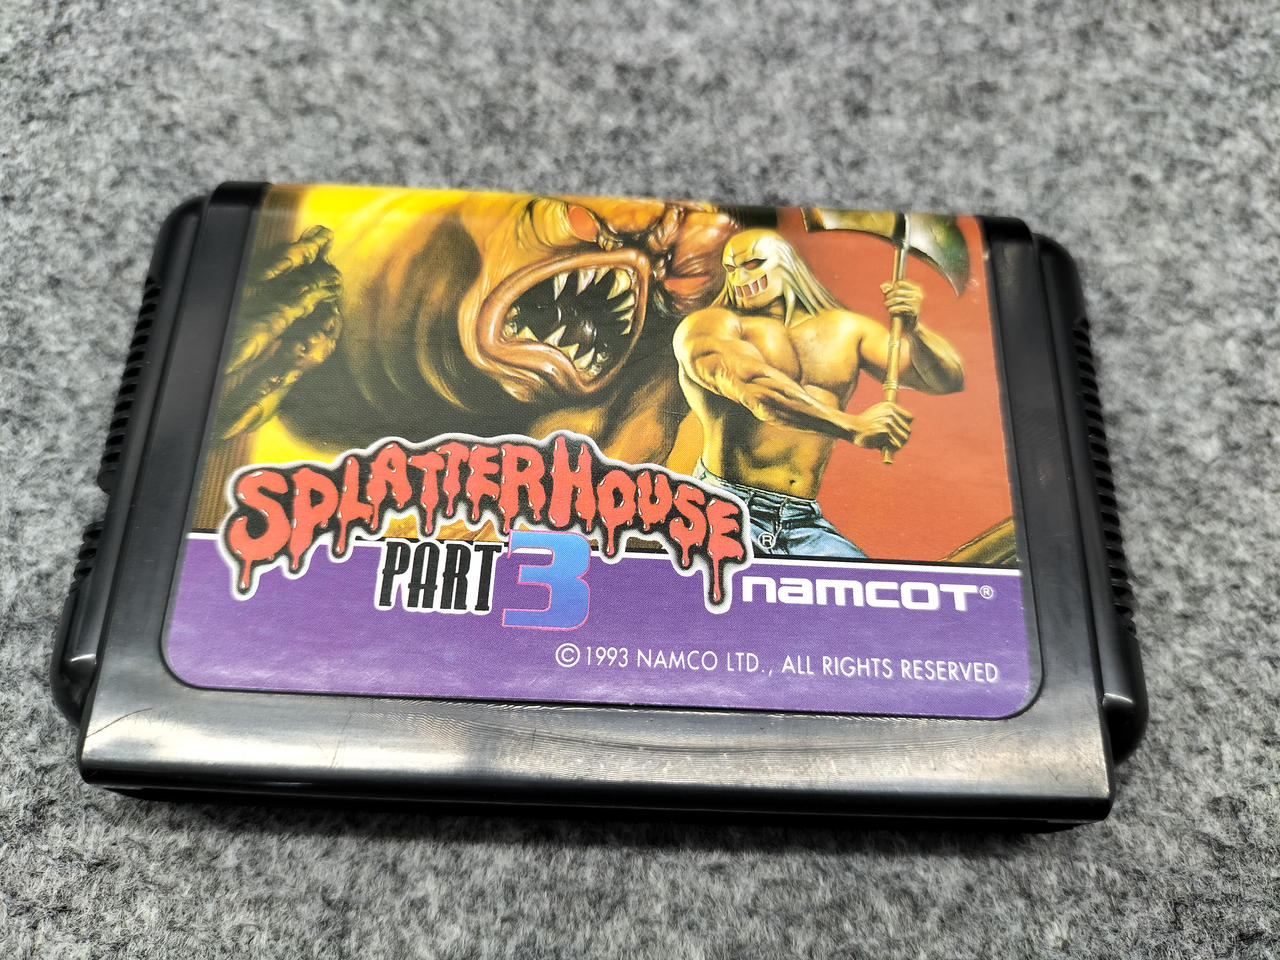 SPLATTERHOUSE®
PART 3
namcot®
©1993 NAMCO LTD., ALL RIGHTS RESERVED